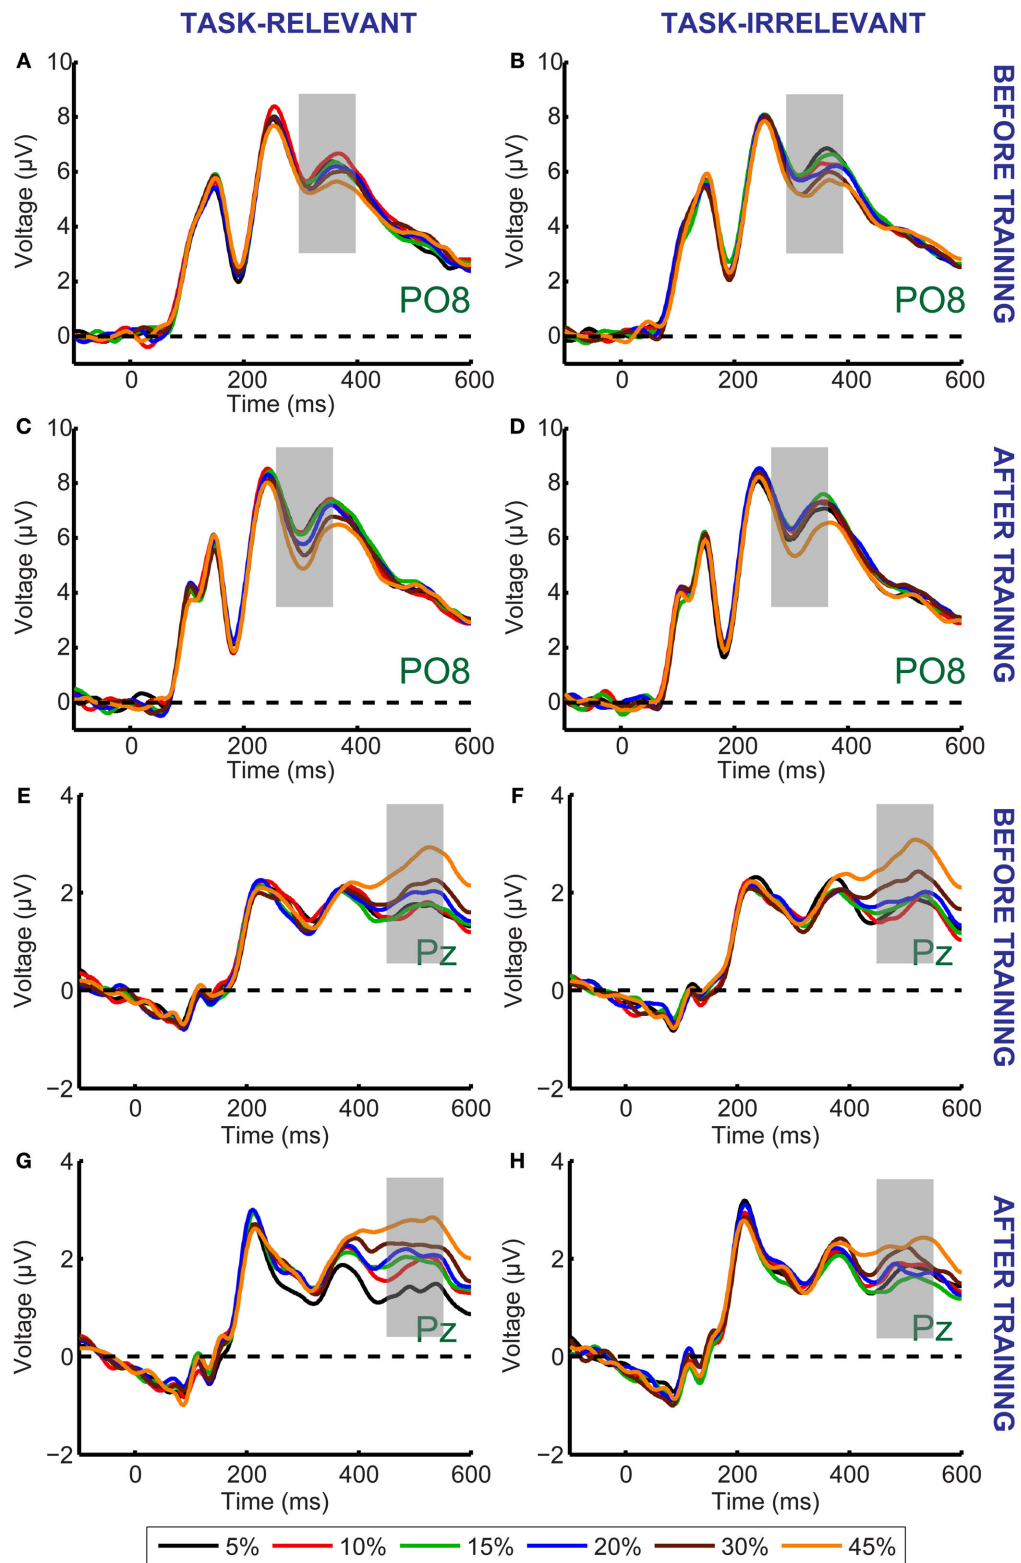 TASK-RELEVANT
TASK-IRRELEVANT
A
10
8
6
4
2
0
Voltage (µV)
PO8
0 200 400 600
Time (ms)
B
10
8
6
4
2
0
Voltage (µV)
PO8
0 200 400 600
Time (ms)
BEFORE TRAINING
C
10
8
6
4
2
0
Voltage (µV)
PO8
0 200 400 600
Time (ms)
D
10
8
6
4
2
0
Voltage (µV)
PO8
0 200 400 600
Time (ms)
AFTER TRAINING
E
4
2
0
−2
Voltage (µV)
Pz
0 200 400 600
Time (ms)
F
4
2
0
−2
Voltage (µV)
Pz
0 200 400 600
Time (ms)
BEFORE TRAINING
G
4
2
0
−2
Voltage (µV)
Pz
0 200 400 600
Time (ms)
H
4
2
0
−2
Voltage (µV)
Pz
0 200 400 600
Time (ms)
AFTER TRAINING
5% 10% 15% 20% 30% 45%